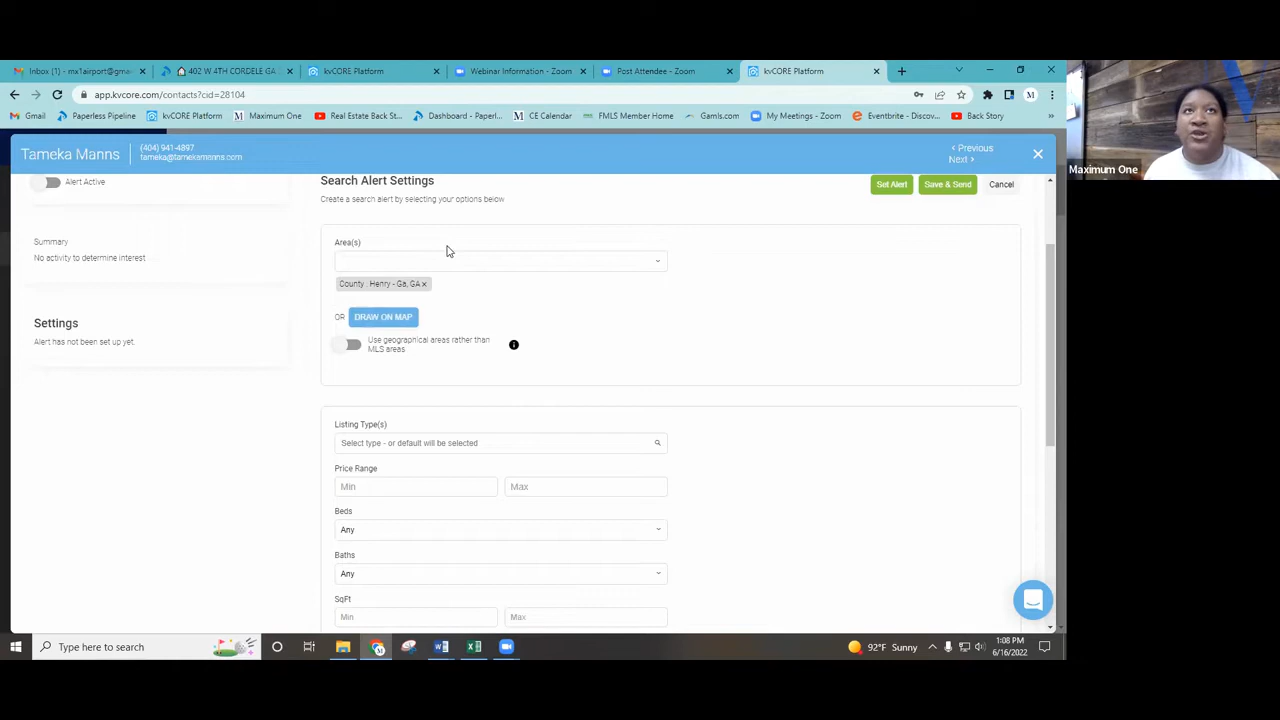 Inbox (1) - mx1airport@gma
402 W 4TH CORDELE GA
kvCORE Platform
Webinar Information - Zoom
Post Attendee - Zoom
kvCORE Platform
app.kvcore.com/contacts?cid=28104
M
Gmail
Paperless Pipeline
kvCORE Platform
Maximum One
Real Estate Back St...
Dashboard - Paperl...
CE Calendar
FMLS Member Home
Gamls.com
My Meetings - Zoom
Eventbrite - Discov...
Back Story
Tameka Manns
(404) 941-4897
tameka@tamekamanns.com
< Previous
Next >
Maximum One
Alert Active
Search Alert Settings
Create a search alert by selecting your options below
Set Alert
Save & Send
Cancel
Summary
No activity to determine interest
Settings
Alert has not been set up yet.
Area(s)
County : Henry - Ga, GA ×
OR
DRAW ON MAP
Use geographical areas rather than
MLS areas
Listing Type(s)
Select type - or default will be selected
Price Range
Min
Max
Beds
Any
Baths
Any
SqFt
Min
Max
Type here to search
92°F Sunny
1:08 PM
6/16/2022